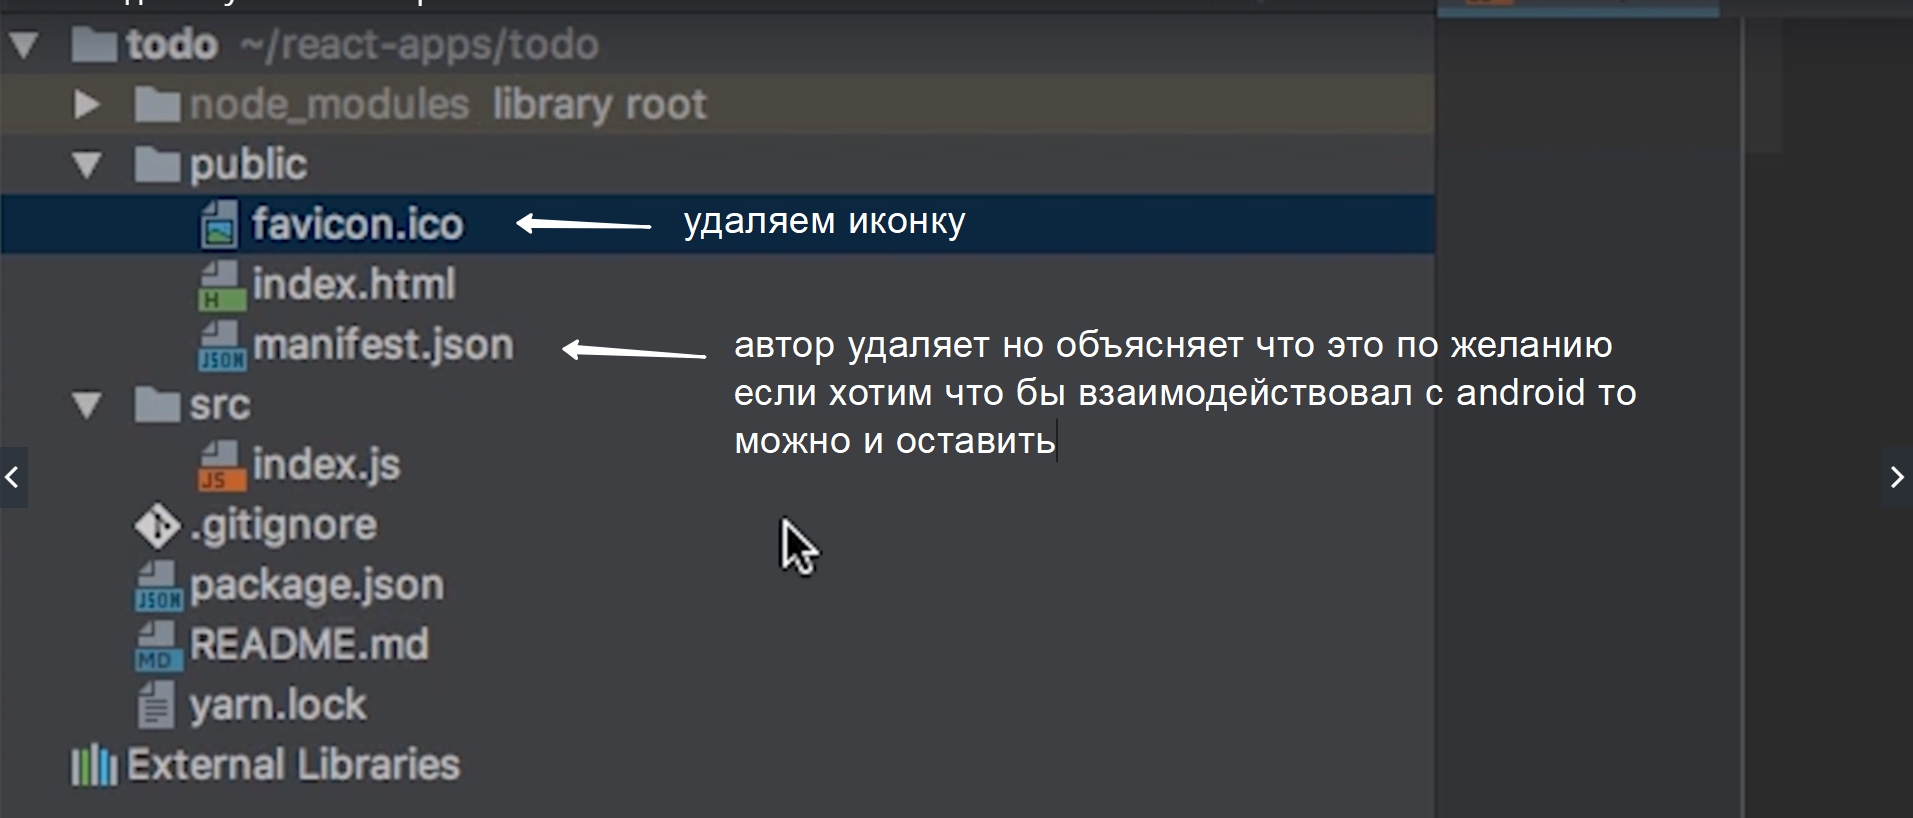 todo ~/react-apps/todo
node_modules library root
public
favicon.ico
удаляем иконку
index.html
manifest.json
автор удаляет но объясняет что это по желанию
если хотим что бы взаимодействовал с android то
можно и оставить
src
index.js
.gitignore
package.json
README.md
yarn.lock
External Libraries